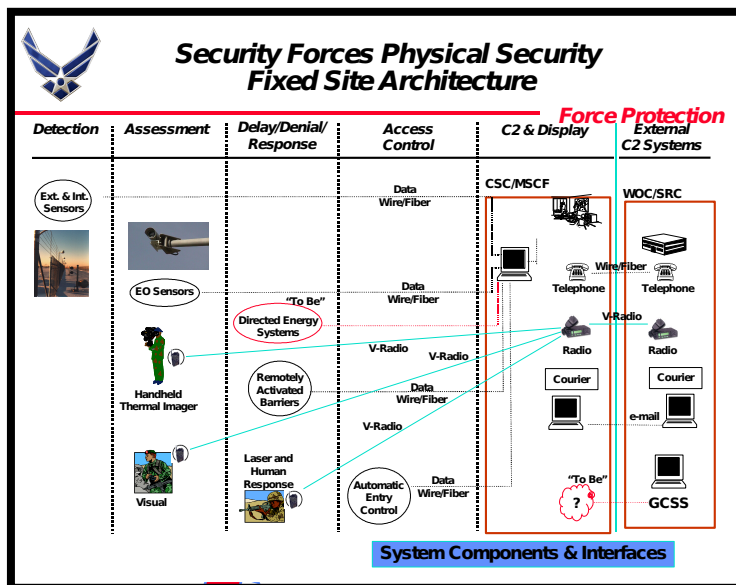 Security Forces Physical Security
Fixed Site Architecture
Force Protection
Detection
Assessment
Delay/Denial/
Response
Access
Control
C2 & Display
External
C2 Systems
Ext. & Int.
Sensors
Data
Wire/Fiber
CSC/MSCF
WOC/SRC
EO Sensors
Data
Wire/Fiber
Wire/Fiber
Telephone
Telephone
"To Be"
Directed Energy
Systems
V-Radio
V-Radio
V-Radio
Radio
Radio
Handheld
Thermal Imager
Remotely
Activated
Barriers
Data
Wire/Fiber
Courier
Courier
e-mail
V-Radio
Visual
Laser and
Human
Response
Automatic
Entry
Control
Data
Wire/Fiber
"To Be"
?
GCSS
System Components & Interfaces